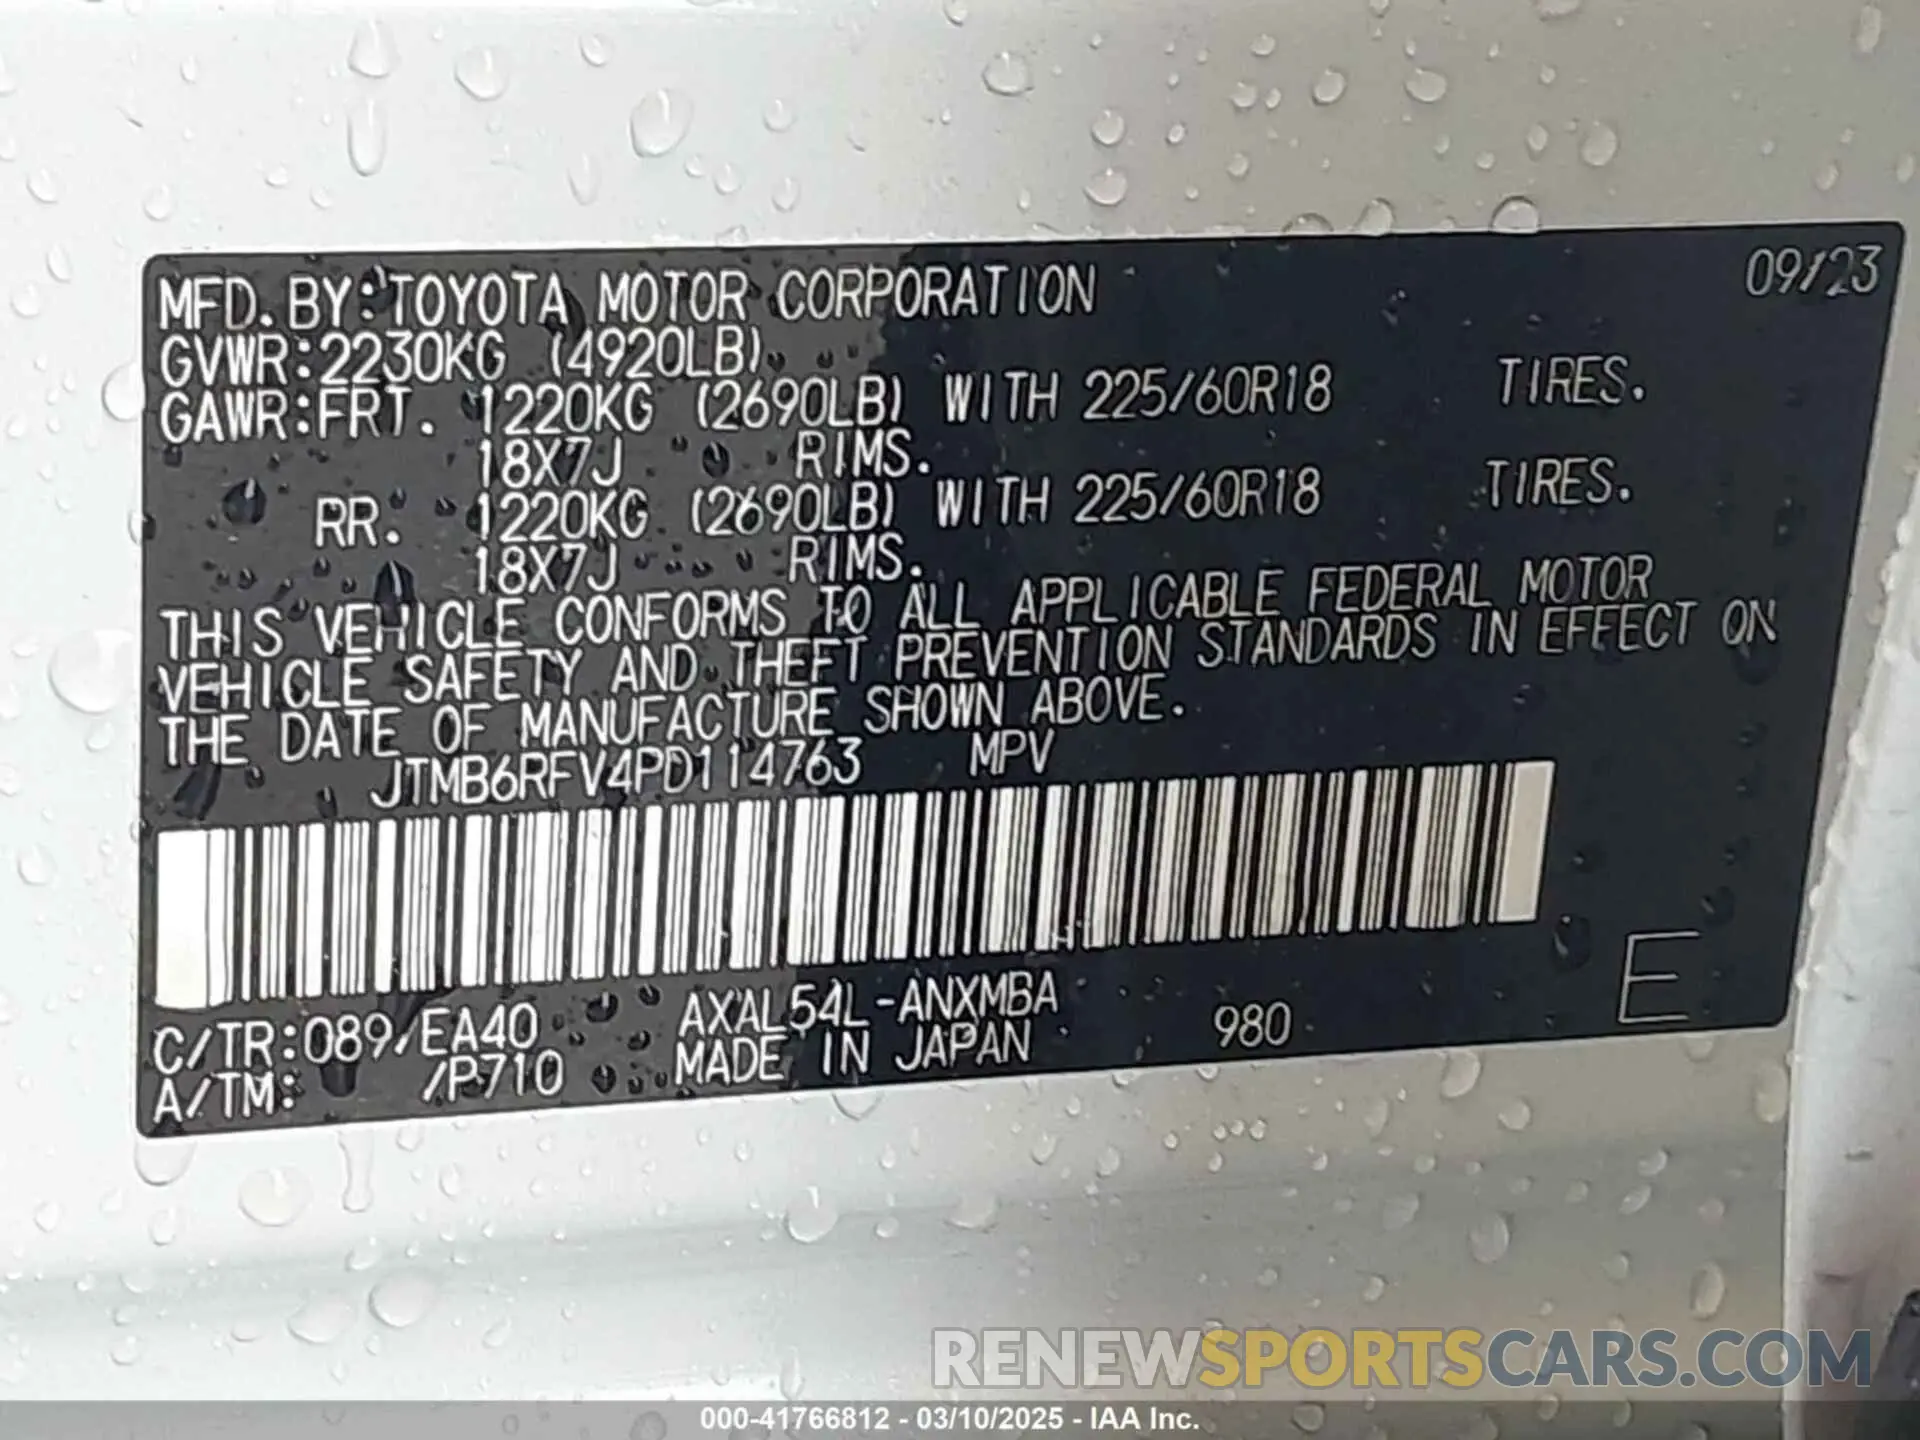 09/23
MFD. BY: TOYOTA MOTOR CORPORATION
GVWR:2230KG (4920LB)
GAWR:FRT. 1220KG (2690LB) WITH 225/60R18 TIRES.
18X7J RIMS.
RR. 1220KG (2690LB) WITH 225/60R18 TIRES.
18X7J RIMS.
THIS VEHICLE CONFORMS TO ALL APPLICABLE FEDERAL MOTOR
VEHICLE SAFETY AND THEFT PREVENTION STANDARDS IN EFFECT ON
THE DATE OF MANUFACTURE SHOWN ABOVE.
JTMB6RFV4PD114763 MPV
C/TR:089/EA40 AXAL54L-ANXMBA 980 E
A/TM: /P710 MADE IN JAPAN
RENEWSPORTSCARS.COM
000-41766812 - 03/10/2025 - IAA Inc.